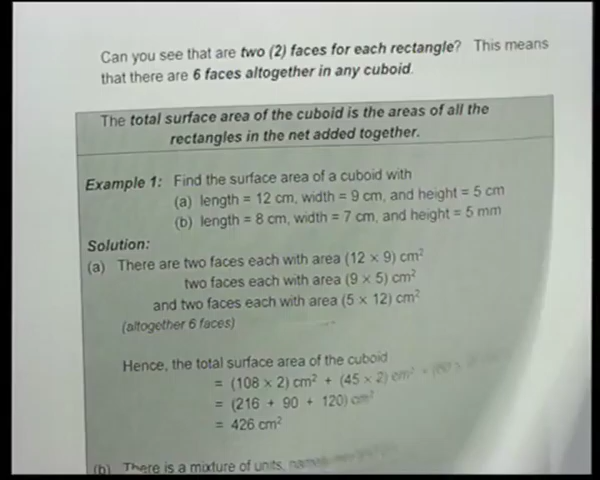 Can you see that are two (2) faces for each rectangle? This means
that there are 6 faces altogether in any cuboid.
The total surface area of the cuboid is the areas of all the
rectangles in the net added together.
Example 1: Find the surface area of a cuboid with
(a) length = 12 cm, width = 9 cm, and height = 5 cm
(b) length = 8 cm, width = 7 cm, and height = 5 mm
Solution:
(a) There are two faces each with area (12 × 9) cm²
two faces each with area (9 × 5) cm²
and two faces each with area (5 × 12) cm²
(altogether 6 faces)
Hence, the total surface area of the cuboid
= (108 × 2) cm² + (45 × 2) cm² + (60 ×
= (216 + 90 + 120) cm²
= 426 cm²
(b) There is a mixture of units,